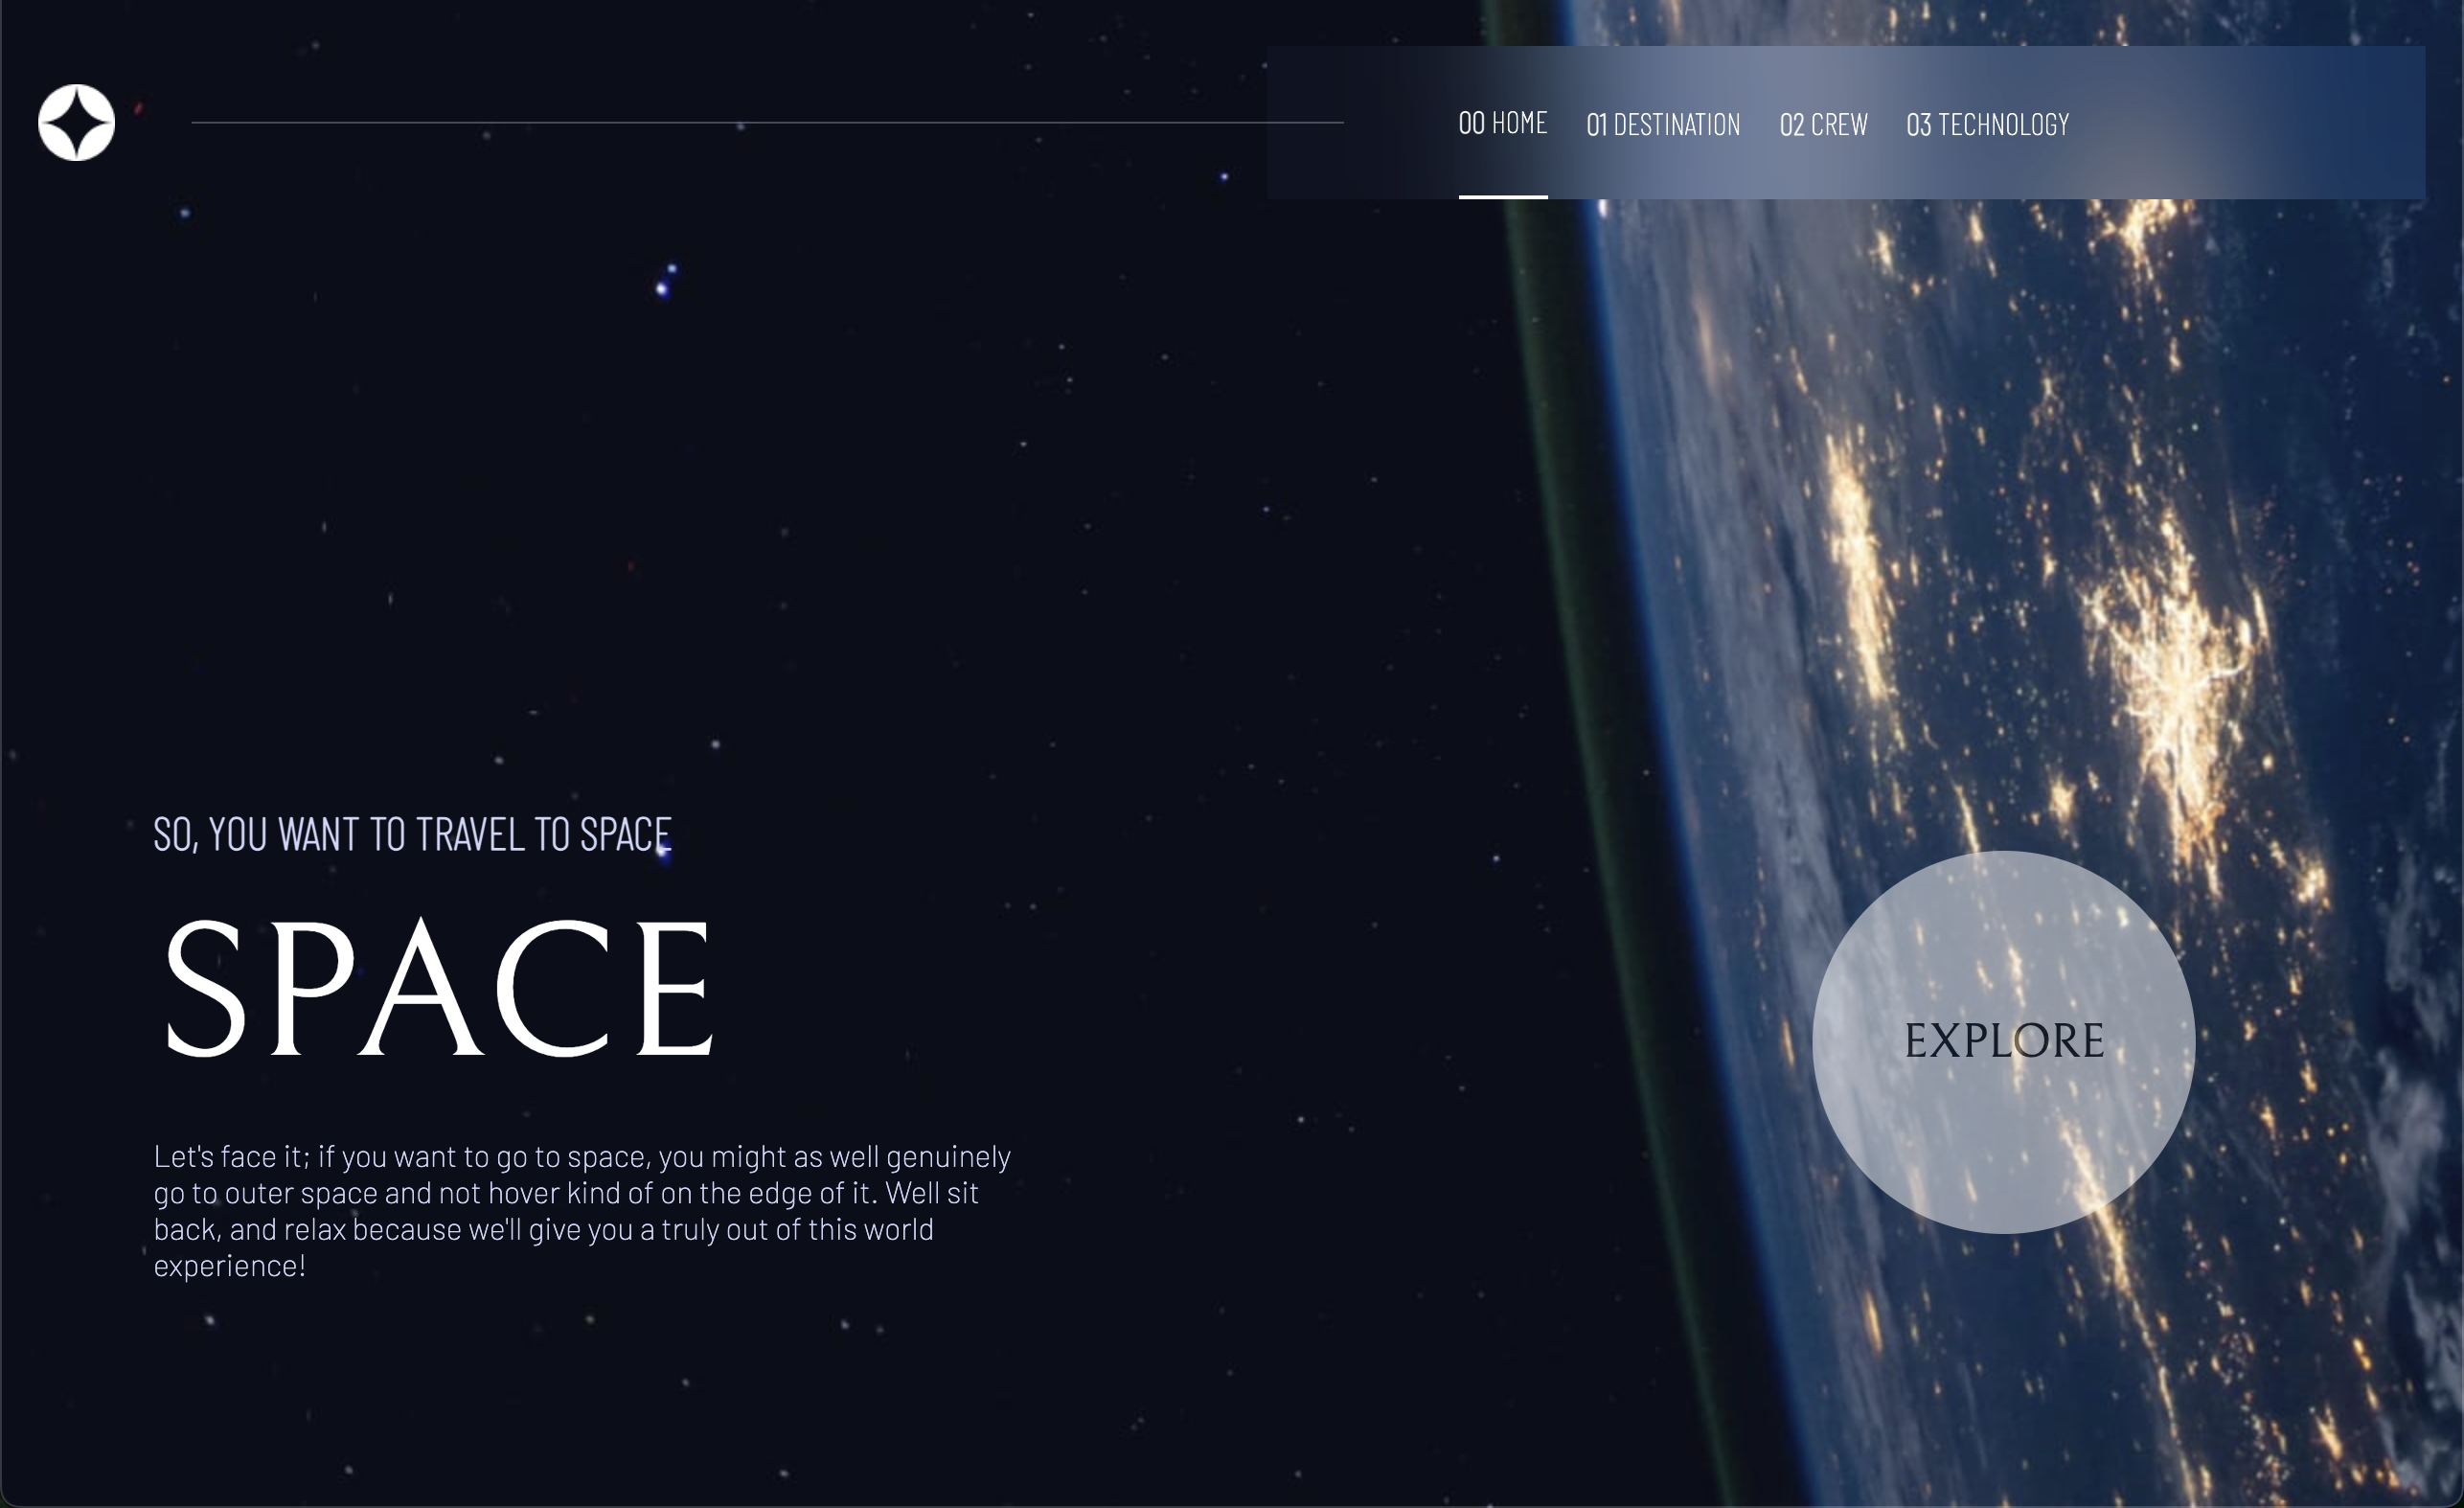 00 HOME 01 DESTINATION 02 CREW 03 TECHNOLOGY
SO, YOU WANT TO TRAVEL TO SPACE
SPACE
Let's face it; if you want to go to space, you might as well genuinely
go to outer space and not hover kind of on the edge of it. Well sit
back, and relax because we'll give you a truly out of this world
experience!
EXPLORE